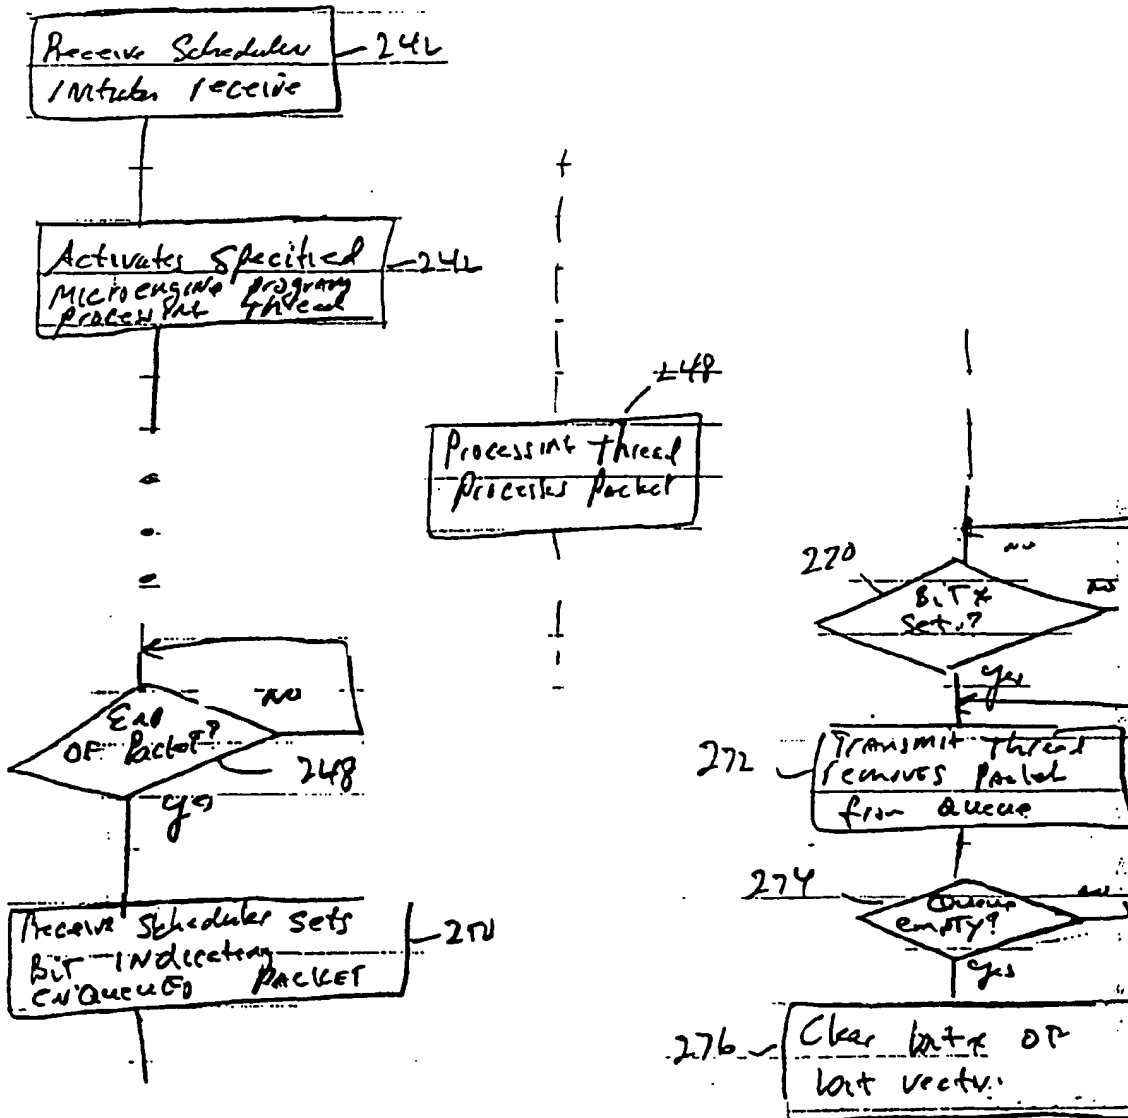 Receive Scheduler
initiates receive
242
Activates Specified
Microengine program
processing thread
242
248
Processing thread
processes packet
NO
End
OF Packet?
248
yes
Receive Scheduler sets
BiT INdicating
ENQUEUED PACKET
250
NO
270
BiT x
Set?
NO
yes
272
TRANSMIT thread
removes packet
from Queue
274
Queue
empty?
NO
yes
276
Clear bit x OF
bit vector